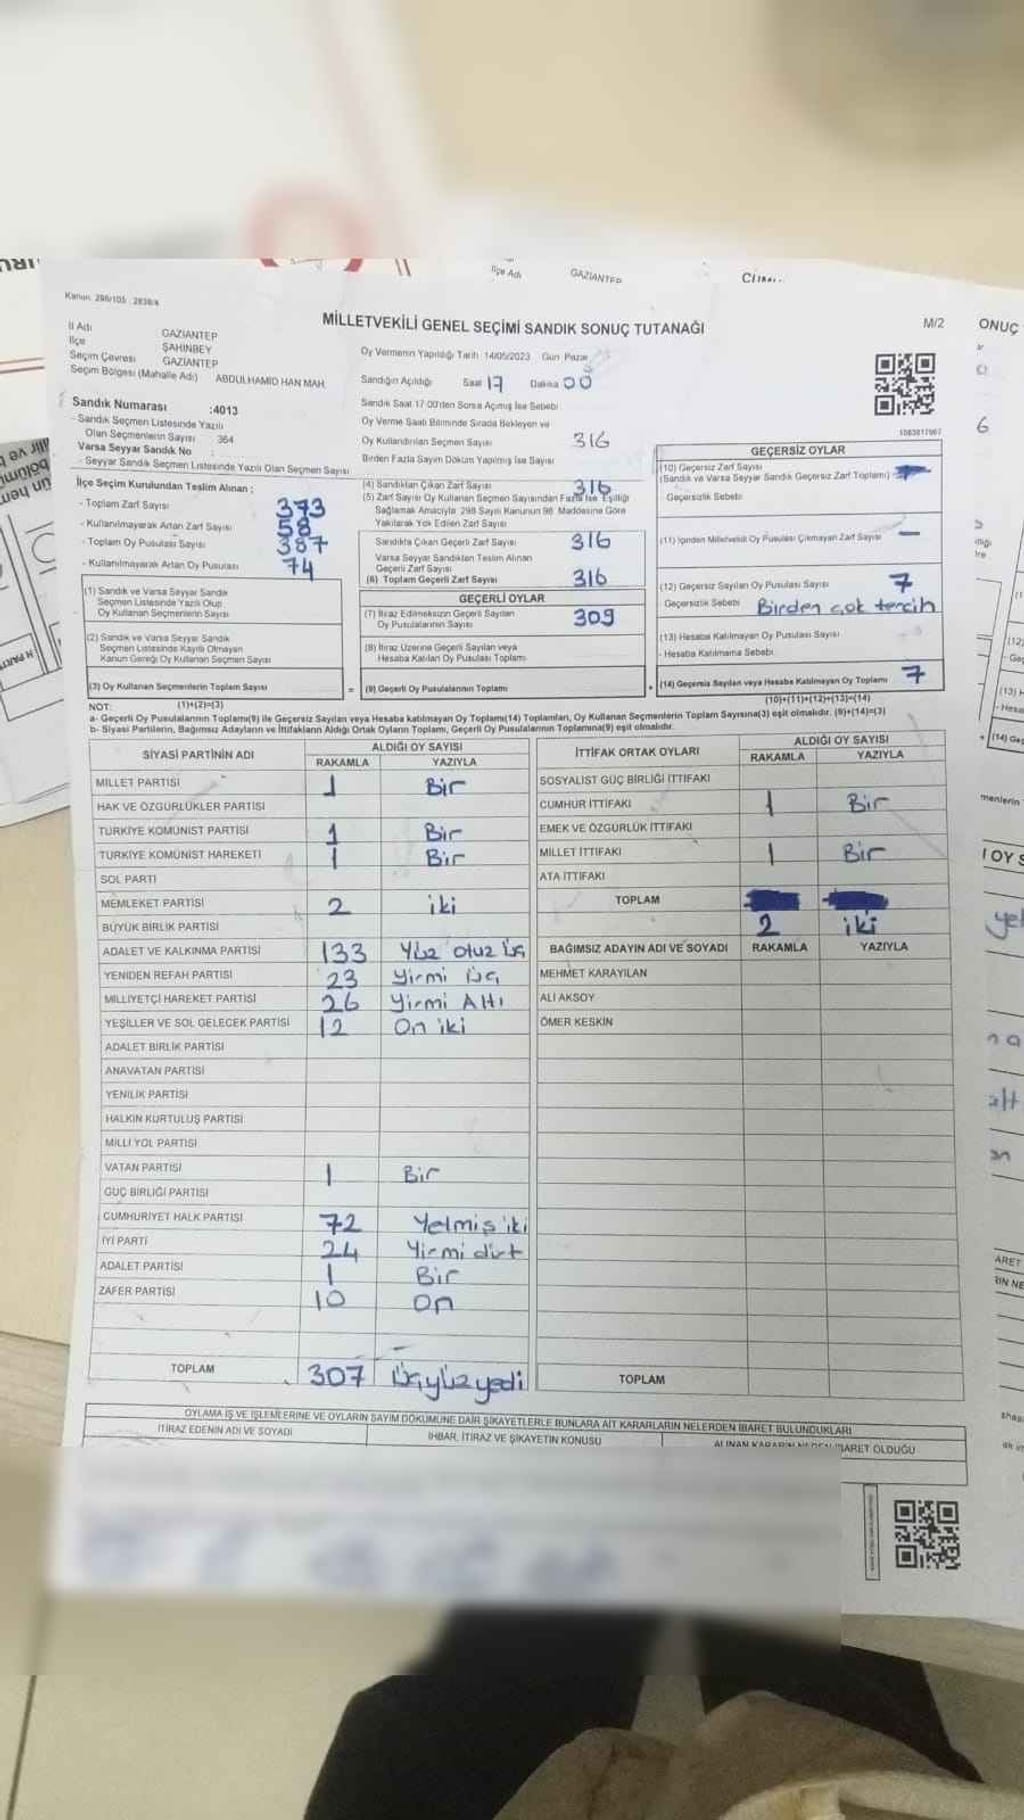 İlçe Adı GAZİANTEP
Kanun: 298/105 - 2839/4
MİLLETVEKİLİ GENEL SEÇİMİ SANDIK SONUÇ TUTANAĞI
M/2
ONUÇ
İl Adı GAZİANTEP
İlçe ŞAHİNBEY
Seçim Çevresi GAZİANTEP
Seçim Bölgesi (Mahalle Adı) ABDULHAMID HAN MAH.
Oy Vermenin Yapıldığı Tarih 14/05/2023 Gün Pazar
Sandığın Açıldığı Saat 17 Dakika 00
Sandık Saat 17:00'den Sonra Açılmış İse Sebebi
Sandık Numarası :4013
- Sandık Seçmen Listesinde Yazılı
Olan Seçmenlerin Sayısı : 364
Varsa Seyyar Sandık No
- Seyyar Sandık Seçmen Listesinde Yazılı Olan Seçmen Sayısı
Oy Verme Saati Bitiminde Sırada Bekleyen ve
Oy Kullandırılan Seçmen Sayısı 316
Birden Fazla Sayım Döküm Yapılmış İse Sayısı
İlçe Seçim Kurulundan Teslim Alınan :
- Toplam Zarf Sayısı 373
- Kullanılmayarak Artan Zarf Sayısı 58
- Toplam Oy Pusulası Sayısı 387
- Kullanılmayarak Artan Oy Pusulası 74
(4) Sandıktan Çıkan Zarf Sayısı 316
(5) Zarf Sayısı Oy Kullanan Seçmen Sayısından Fazla İse Eşitliği
Sağlamak Amacıyla 298 Sayılı Kanunun 98. Maddesine Göre
Yakılarak Yok Edilen Zarf Sayısı
Sandıkta Çıkan Geçerli Zarf Sayısı 316
Varsa Seyyar Sandıktan Teslim Alınan
Geçerli Zarf Sayısı
(6) Toplam Geçerli Zarf Sayısı 316
GEÇERLİ OYLAR
(7) İtiraz Edilmeksizin Geçerli Sayılan
Oy Pusulalarının Sayısı 309
(8) İtiraz Üzerine Geçerli Sayılan veya
Hesaba Katılan Oy Pusulası Toplamı
(9) Geçerli Oy Pusulalarının Toplamı
GEÇERSİZ OYLAR
(10) Geçersiz Zarf Sayısı
(Sandık ve Varsa Seyyar Sandık Geçersiz Zarf Toplamı)
Geçersizlik Sebebi
(11) İçinden Milletvekili Oy Pusulası Çıkmayan Zarf Sayısı —
(12) Geçersiz Sayılan Oy Pusulası Sayısı 7
Geçersizlik Sebebi Birden çok tercih
(13) Hesaba Katılmayan Oy Pusulası Sayısı
- Hesaba Katılmama Sebebi
(14) Geçersiz Sayılan veya Hesaba Katılmayan Oy Toplamı 7
(10)+(11)+(12)+(13)=(14)
(1) Sandık ve Varsa Seyyar Sandık
Seçmen Listesinde Yazılı Olup
Oy Kullanan Seçmenlerin Sayısı
(2) Sandık ve Varsa Seyyar Sandık
Seçmen Listesinde Kayıtlı Olmayan
Kanun Gereği Oy Kullanan Seçmen Sayısı
(3) Oy Kullanan Seçmenlerin Toplam Sayısı
(1)+(2)=(3)
NOT:
a- Geçerli Oy Pusulalarının Toplamı(9) ile Geçersiz Sayılan veya Hesaba katılmayan Oy Toplamı(14) Toplamları, Oy Kullanan Seçmenlerin Toplam Sayısına(3) eşit olmalıdır. (9)+(14)=(3)
b- Siyasi Partilerin, Bağımsız Adayların ve İttifakların Aldığı Ortak Oyların Toplamı, Geçerli Oy Pusulalarının Toplamına(9) eşit olmalıdır.
SİYASİ PARTİNİN ADI ALDIĞI OY SAYISI
RAKAMLA YAZIYLA
MİLLET PARTİSİ 1 Bir
HAK VE ÖZGÜRLÜKLER PARTİSİ
TÜRKİYE KOMÜNİST PARTİSİ 1 Bir
TÜRKİYE KOMÜNİST HAREKETİ 1 Bir
SOL PARTİ
MEMLEKET PARTİSİ 2 iki
BÜYÜK BİRLİK PARTİSİ
ADALET VE KALKINMA PARTİSİ 133 Yüz otuz üç
YENİDEN REFAH PARTİSİ 23 Yirmi üç
MİLLİYETÇİ HAREKET PARTİSİ 26 Yirmi Altı
YEŞİLLER VE SOL GELECEK PARTİSİ 12 On iki
ADALET BİRLİK PARTİSİ
ANAVATAN PARTİSİ
YENİLİK PARTİSİ
HALKIN KURTULUŞ PARTİSİ
MİLLİ YOL PARTİSİ
VATAN PARTİSİ 1 Bir
GÜÇ BİRLİĞİ PARTİSİ
CUMHURİYET HALK PARTİSİ 72 Yetmiş iki
İYİ PARTİ 24 Yirmi dört
ADALET PARTİSİ 1 Bir
ZAFER PARTİSİ 10 On
TOPLAM 307 Üçyüzyedi
İTTİFAK ORTAK OYLARI ALDIĞI OY SAYISI
RAKAMLA YAZIYLA
SOSYALİST GÜÇ BİRLİĞİ İTTİFAKI
CUMHUR İTTİFAKI 1 Bir
EMEK VE ÖZGÜRLÜK İTTİFAKI
MİLLET İTTİFAKI 1 Bir
ATA İTTİFAKI
TOPLAM 2 iki
BAĞIMSIZ ADAYIN ADI VE SOYADI RAKAMLA YAZIYLA
MEHMET KARAYILAN
ALİ AKSOY
ÖMER KESKİN
TOPLAM
OYLAMA İŞ VE İŞLEMLERİNE VE OYLARIN SAYIM DÖKÜMÜNE DAİR ŞİKAYETLERLE BUNLARA AİT KARARLARIN NELERDEN İBARET BULUNDUKLARI
İTİRAZ EDENİN ADI VE SOYADI
İHBAR, İTİRAZ VE ŞİKAYETİN KONUSU
ALINAN KARARIN NEDEN İBARET OLDUĞU